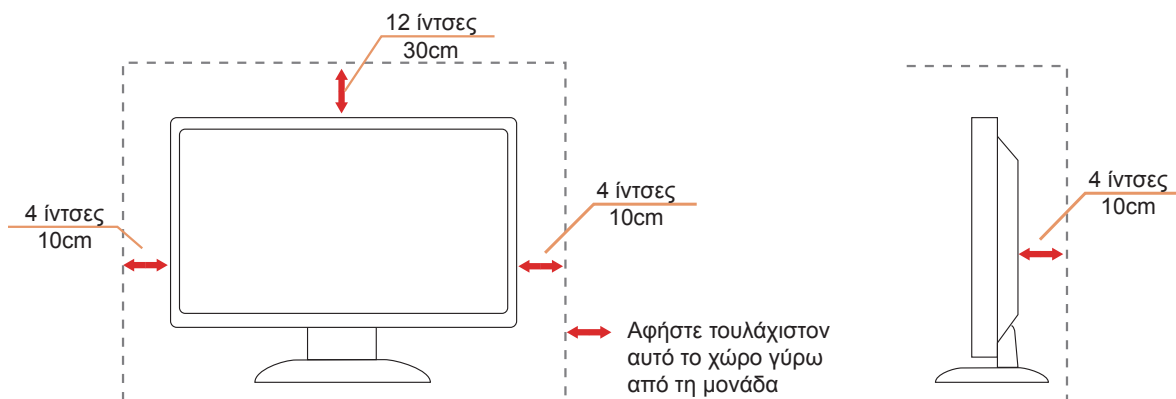 12 ίντσες
30cm
4 ίντσες
10cm
4 ίντσες
10cm
4 ίντσες
10cm
Αφήστε τουλάχιστον
αυτό το χώρο γύρω
από τη μονάδα